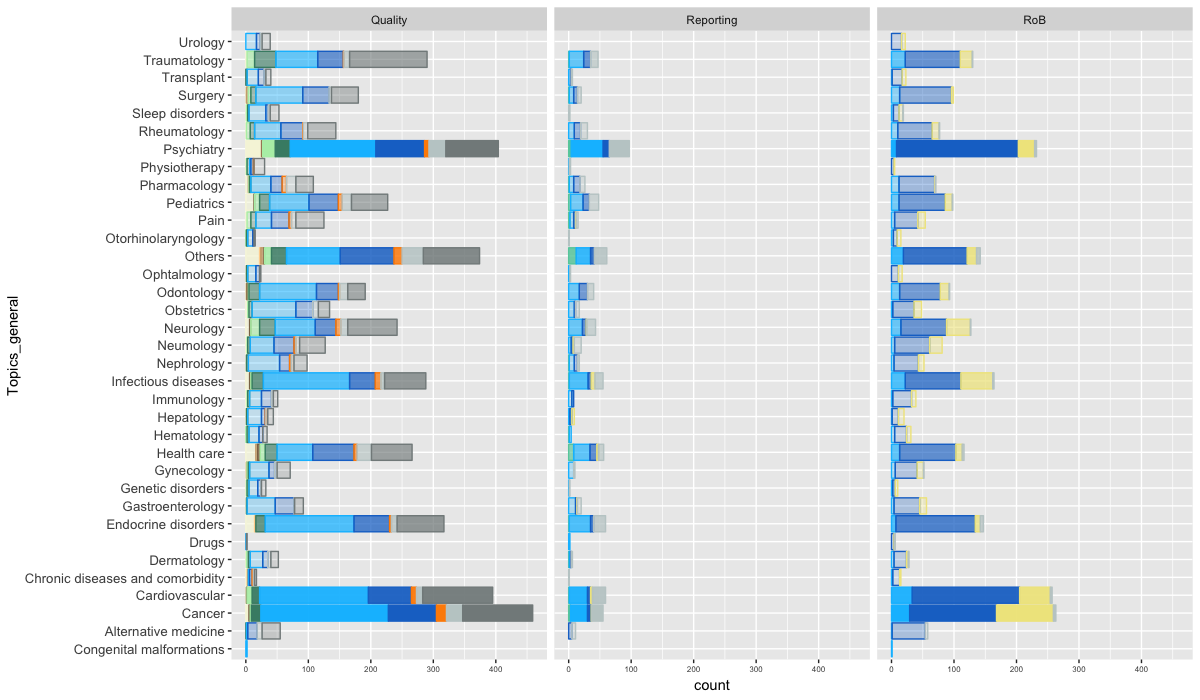 Quality
Reporting
RoB
Urology
Traumatology
Transplant
Surgery
Sleep disorders
Rheumatology
Psychiatry
Physiotherapy
Pharmacology
Pediatrics
Pain
Otorhinolaryngology
Others
Ophtalmology
Odontology
Obstetrics
Neurology
Neumology
Nephrology
Infectious diseases
Immunology
Hepatology
Hematology
Health care
Gynecology
Genetic disorders
Gastroenterology
Endocrine disorders
Drugs
Dermatology
Chronic diseases and comorbidity
Cardiovascular
Cancer
Alternative medicine
Congenital malformations
Topics_general
0 100 200 300 400
0 100 200 300 400
0 100 200 300 400
count